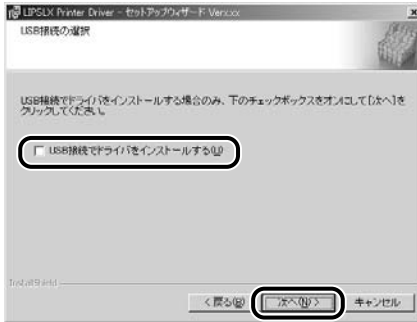 LIPSLX Printer Driver - セットアップウィザード Ver.x.xx
USB接続の選択
USB接続でドライバをインストールする場合のみ、下のチェックボックスをオンにして[次へ]を
クリックしてください。
USB接続でドライバをインストールする(U)
InstallShield
< 戻る(B)
次へ(N) >
キャンセル